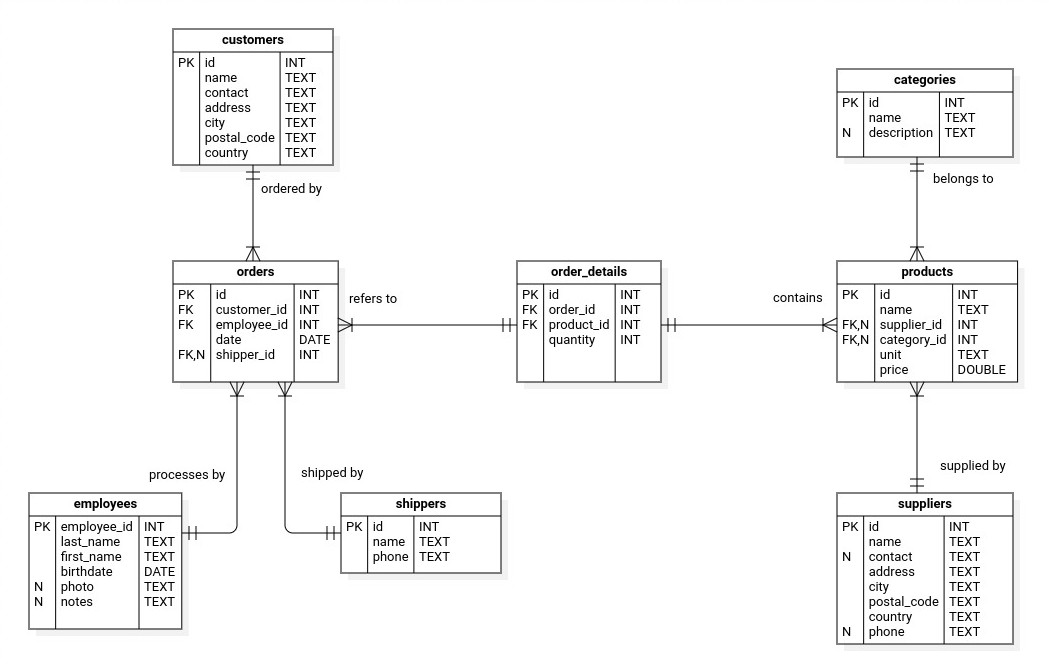 customers
PK id INT
name TEXT
contact TEXT
address TEXT
city TEXT
postal_code TEXT
country TEXT
categories
PK id INT
name TEXT
N description TEXT
ordered by
belongs to
orders
PK id INT
FK customer_id INT
FK employee_id INT
date DATE
FK,N shipper_id INT
refers to
order_details
PK id INT
FK order_id INT
FK product_id INT
quantity INT
contains
products
PK id INT
name TEXT
FK,N supplier_id INT
FK,N category_id INT
unit TEXT
price DOUBLE
processes by
shipped by
supplied by
employees
PK employee_id INT
last_name TEXT
first_name TEXT
birthdate DATE
N photo TEXT
N notes TEXT
shippers
PK id INT
name TEXT
phone TEXT
suppliers
PK id INT
name TEXT
N contact TEXT
address TEXT
city TEXT
postal_code TEXT
country TEXT
N phone TEXT